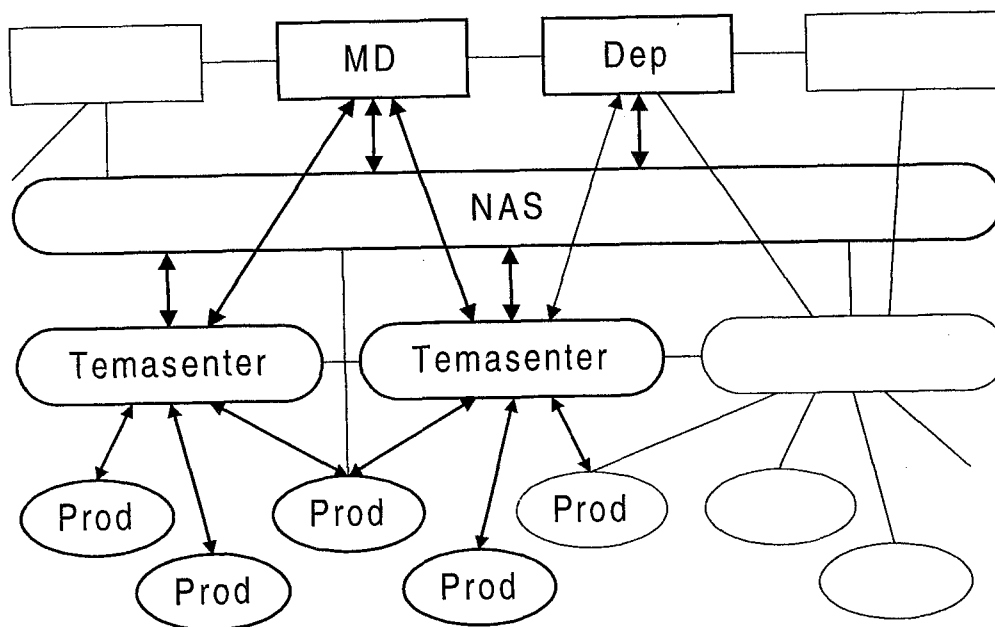 MD
Dep
NAS
Temasenter
Temasenter
Prod
Prod
Prod
Prod
Prod